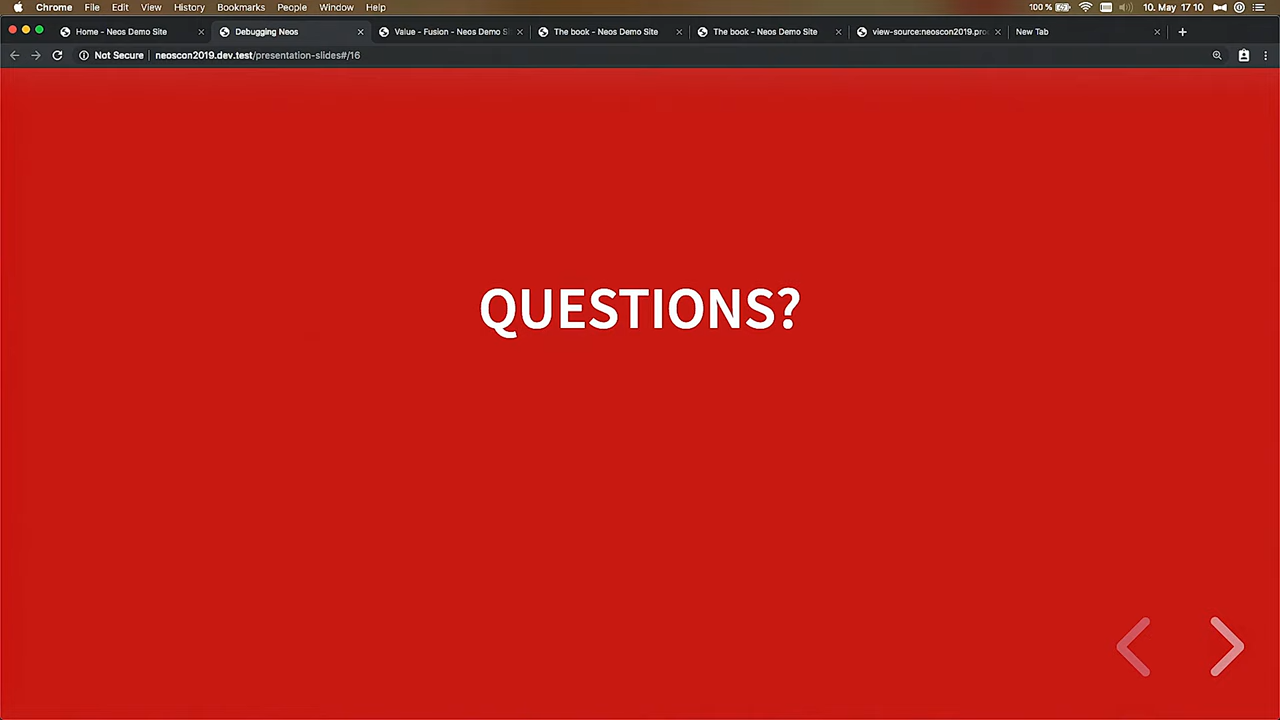 Chrome File Edit View History Bookmarks People Window Help 100 % 10. May 17 10
Home - Neos Demo Site Debugging Neos Value - Fusion - Neos Demo S The book - Neos Demo Site The book - Neos Demo Site view-source:neoscon2019.pro New Tab
Not Secure neoscon2019.dev.test/presentation-slides#/16
QUESTIONS?